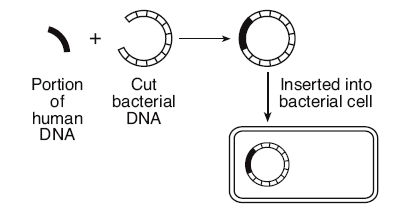 +
Portion
of
human
DNA
Cut
bacterial
DNA
Inserted into
bacterial cell